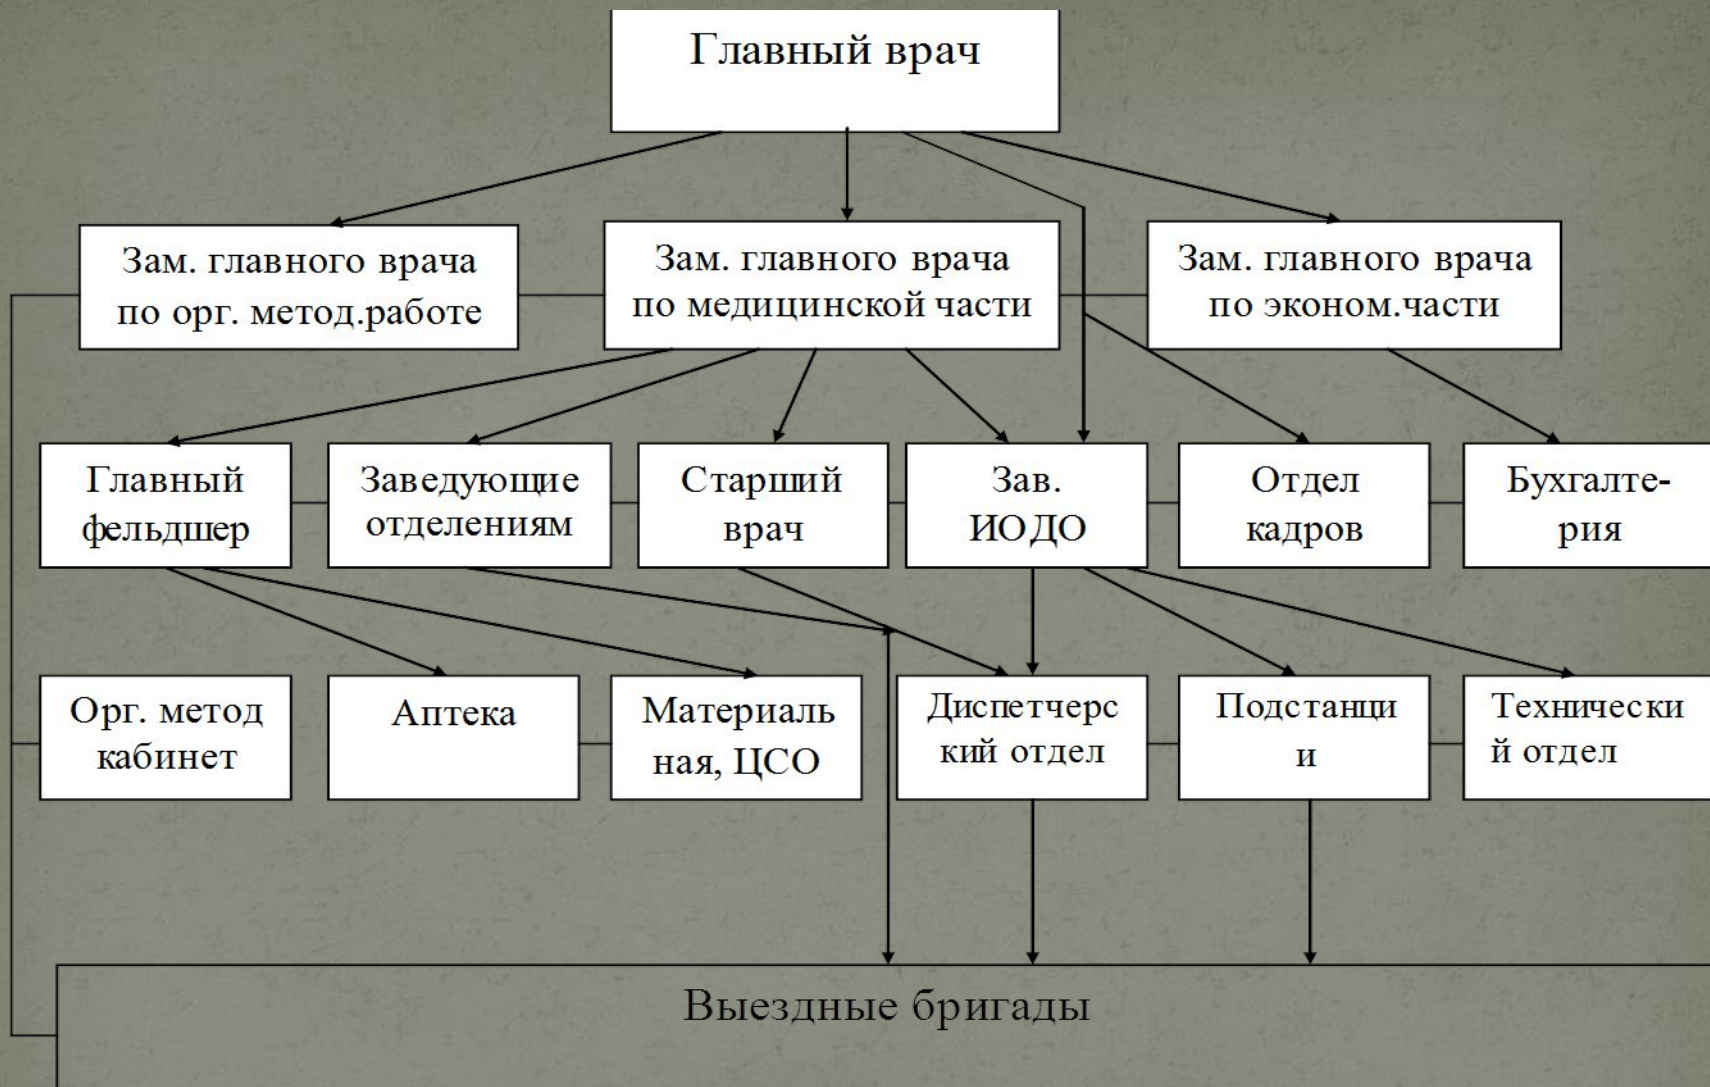 Главный врач
Зам. главного врача
по орг. метод.работе
Зам. главного врача
по медицинской части
Зам. главного врача
по эконом.части
Главный
фельдшер
Заведующие
отделениям
Старший
врач
Зав.
ИОДО
Отдел
кадров
Бухгалте-
рия
Орг. метод
кабинет
Аптека
Материаль
ная, ЦСО
Диспетчерс
кий отдел
Подстанци
и
Технически
й отдел
Выездные бригады